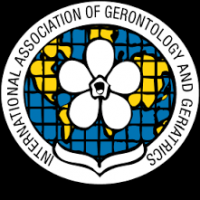 INTERNATIONAL ASSOCIATION OF GERONTOLOGY AND GERIATRICS